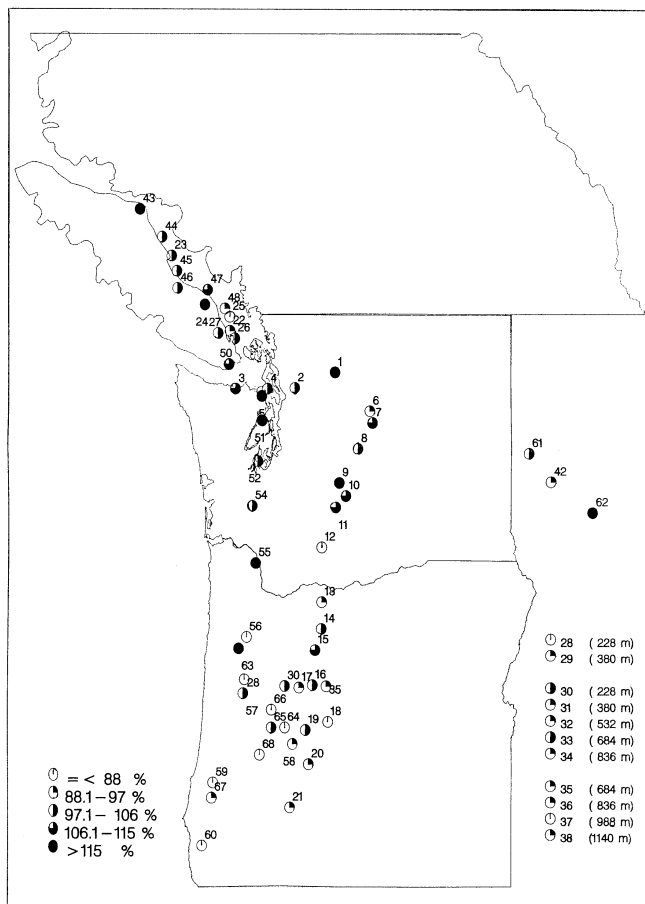 43
44
23
45
46
47
48
25
22
24 27
26
50
3
4
2
1
5
6
7
51
8
52
9
10
54
11
12
61
42
62
55
13
14
15
56
63
28
30 17 16
35
57
66
65 64
18
19
68
58
20
59
67
21
60
28 ( 228 m)
29 ( 380 m)
30 ( 228 m)
31 ( 380 m)
32 ( 532 m)
33 ( 684 m)
34 ( 836 m)
35 ( 684 m)
36 ( 836 m)
37 ( 988 m)
38 (1140 m)
= < 88 %
88.1 – 97 %
97.1 – 106 %
106.1 – 115 %
> 115 %